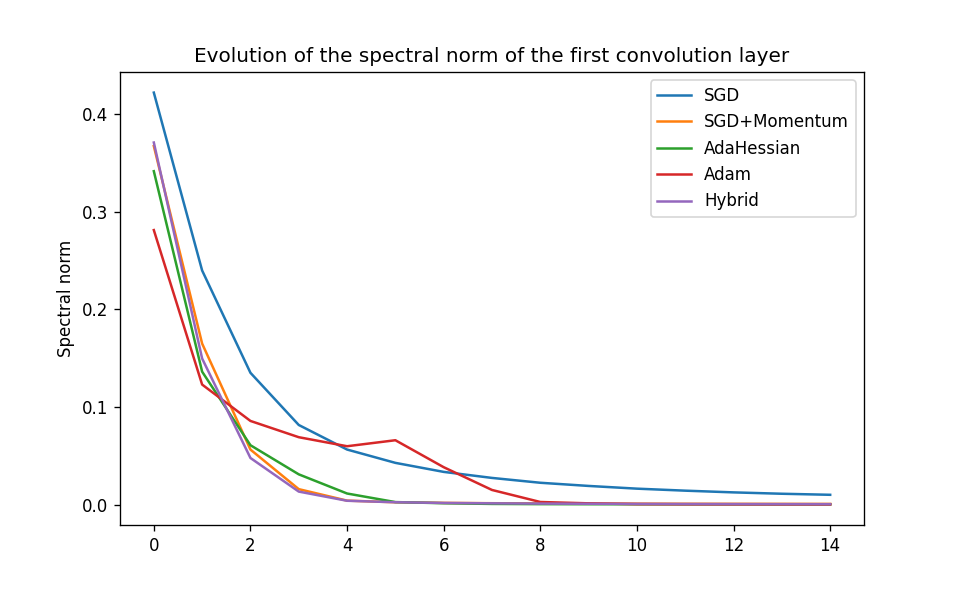 Evolution of the spectral norm of the first convolution layer
SGD
SGD+Momentum
AdaHessian
Adam
Hybrid
Spectral norm
0.4
0.3
0.2
0.1
0.0
0 2 4 6 8 10 12 14